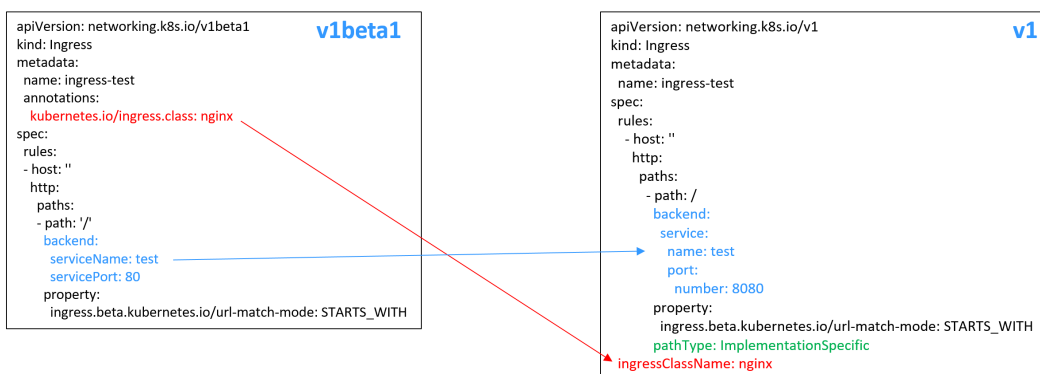 v1beta1
apiVersion: networking.k8s.io/v1beta1
kind: Ingress
metadata:
name: ingress-test
annotations:
kubernetes.io/ingress.class: nginx
spec:
rules:
- host: ''
http:
paths:
- path: '/'
backend:
serviceName: test
servicePort: 80
property:
ingress.beta.kubernetes.io/url-match-mode: STARTS_WITH
v1
apiVersion: networking.k8s.io/v1
kind: Ingress
metadata:
name: ingress-test
spec:
rules:
- host: ''
http:
paths:
- path: /
backend:
service:
name: test
port:
number: 8080
property:
ingress.beta.kubernetes.io/url-match-mode: STARTS_WITH
pathType: ImplementationSpecific
ingressClassName: nginx